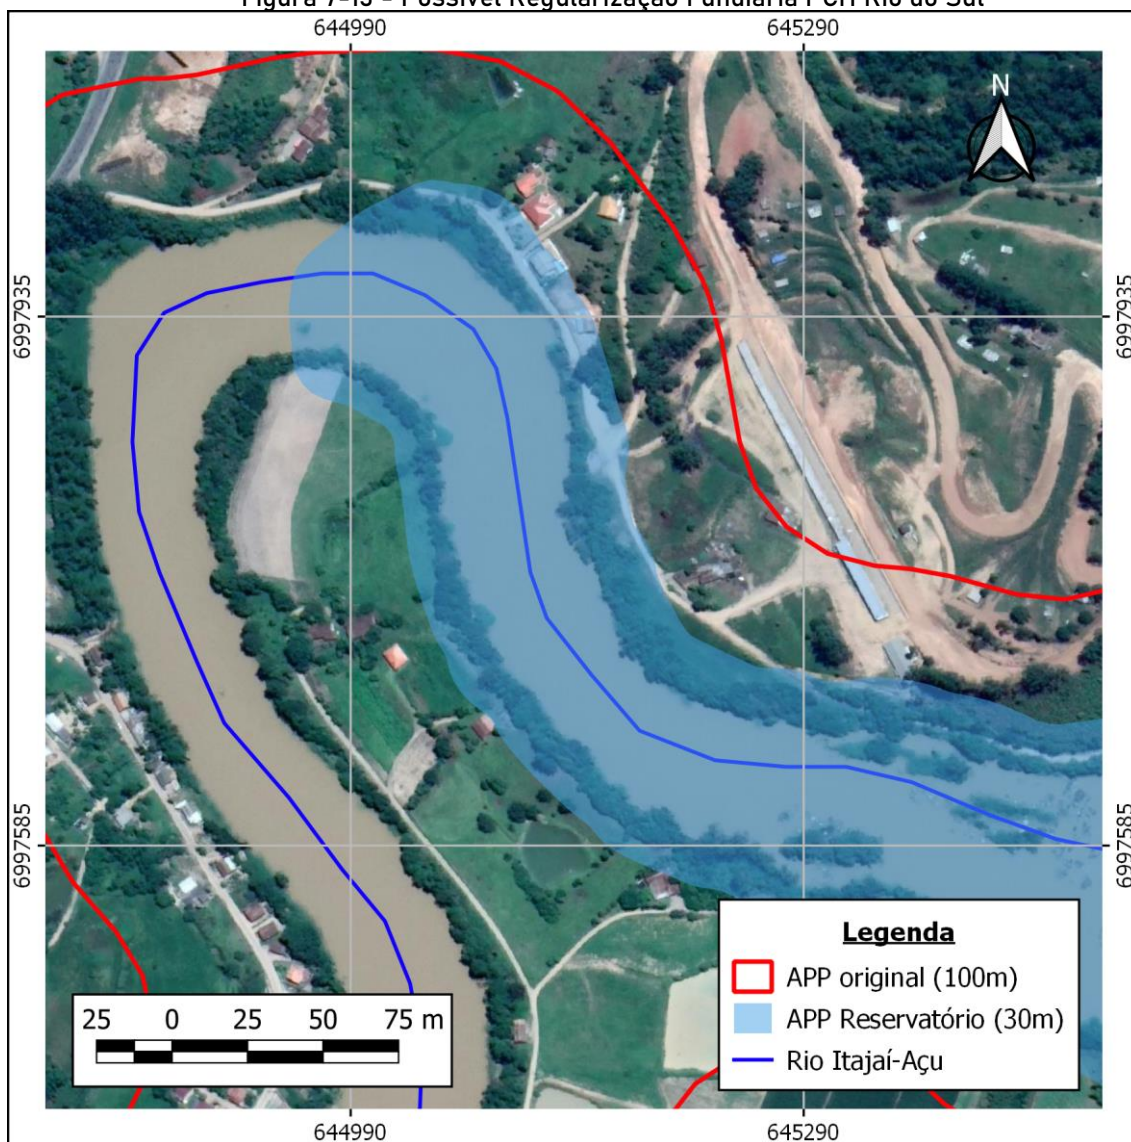 Figura 7-13 - Possível Regularização Fundiária PCH Rio do Sul
644990
645290
N
6997935
6997935
6997585
6997585
Legenda
APP original (100m)
APP Reservatório (30m)
Rio Itajaí-Açu
25 0 25 50 75 m
644990
645290